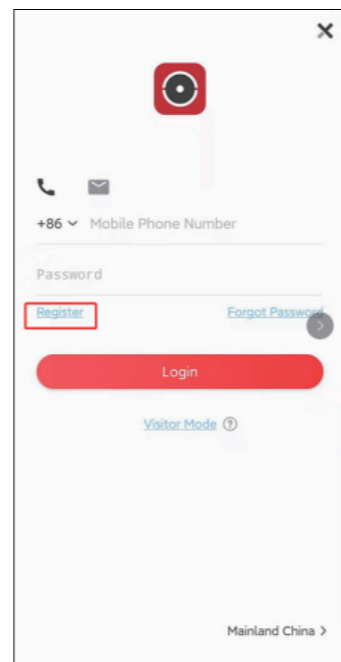 +86 Mobile Phone Number
Password
Register Forgot Password
Login
Visitor Mode ?
Mainland China >